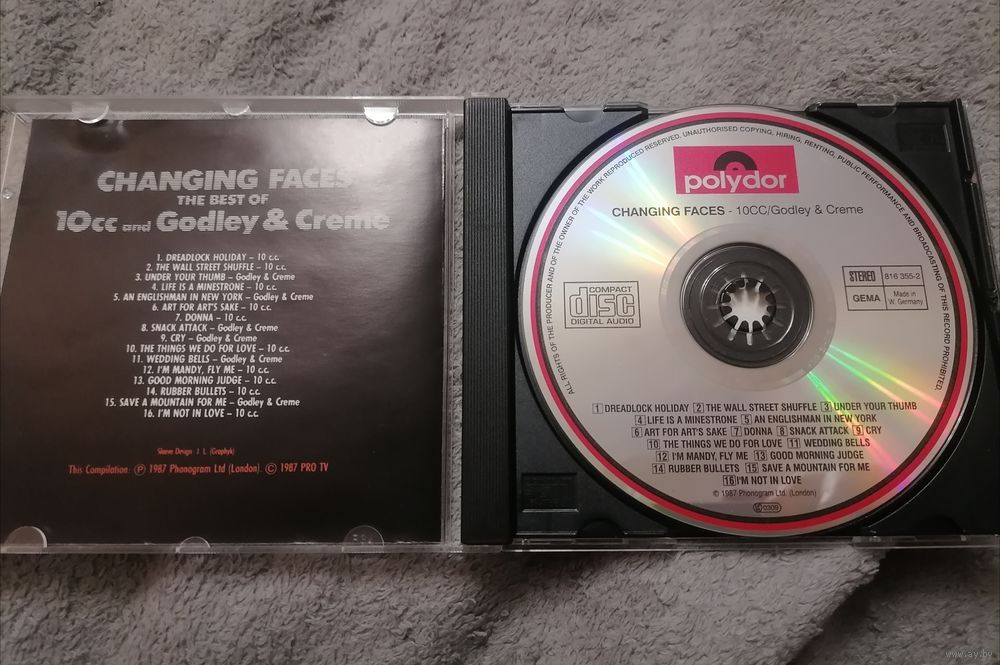 CHANGING FACE
THE BEST OF
10cc and Godley & Creme
1. DREADLOCK HOLIDAY – 10 c.c.
2. THE WALL STREET SHUFFLE – 10 c.c.
3. UNDER YOUR THUMB – Godley & Creme
4. LIFE IS A MINESTRONE – 10 c.c.
5. AN ENGLISHMAN IN NEW YORK – Godley & Creme
6. ART FOR ART'S SAKE – 10 c.c.
7. DONNA – 10 c.c.
8. SNACK ATTACK – Godley & Creme
9. CRY – Godley & Creme
10. THE THINGS WE DO FOR LOVE – 10 c.c.
11. WEDDING BELLS – Godley & Creme
12. I'M MANDY, FLY ME – 10 c.c.
13. GOOD MORNING JUDGE – 10 c.c.
14. RUBBER BULLETS – 10 c.c.
15. SAVE A MOUNTAIN FOR ME – Godley & Creme
16. I'M NOT IN LOVE – 10 c.c.
Sleeve Design J L (Graphyk)
This Compilation: Ⓟ 1987 Phonogram Ltd (London). © 1987 PRO TV
ALL RIGHTS OF THE PRODUCER AND OF THE OWNER OF THE WORK REPRODUCED RESERVED. UNAUTHORISED COPYING, HIRING, RENTING, PUBLIC PERFORMANCE AND BROADCASTING OF THIS RECORD PROHIBITED.
polydor
CHANGING FACES - 10CC/Godley & Creme
COMPACT
disc
DIGITAL AUDIO
STEREO 816 355-2
GEMA Made in W. Germany
1 DREADLOCK HOLIDAY 2 THE WALL STREET SHUFFLE 3 UNDER YOUR THUMB
4 LIFE IS A MINESTRONE 5 AN ENGLISHMAN IN NEW YORK
6 ART FOR ART'S SAKE 7 DONNA 8 SNACK ATTACK 9 CRY
10 THE THINGS WE DO FOR LOVE 11 WEDDING BELLS
12 I'M MANDY, FLY ME 13 GOOD MORNING JUDGE
14 RUBBER BULLETS 15 SAVE A MOUNTAIN FOR ME
16 I'M NOT IN LOVE
© 1987 Phonogram Ltd. (London)
LC 0309
www.ay.by